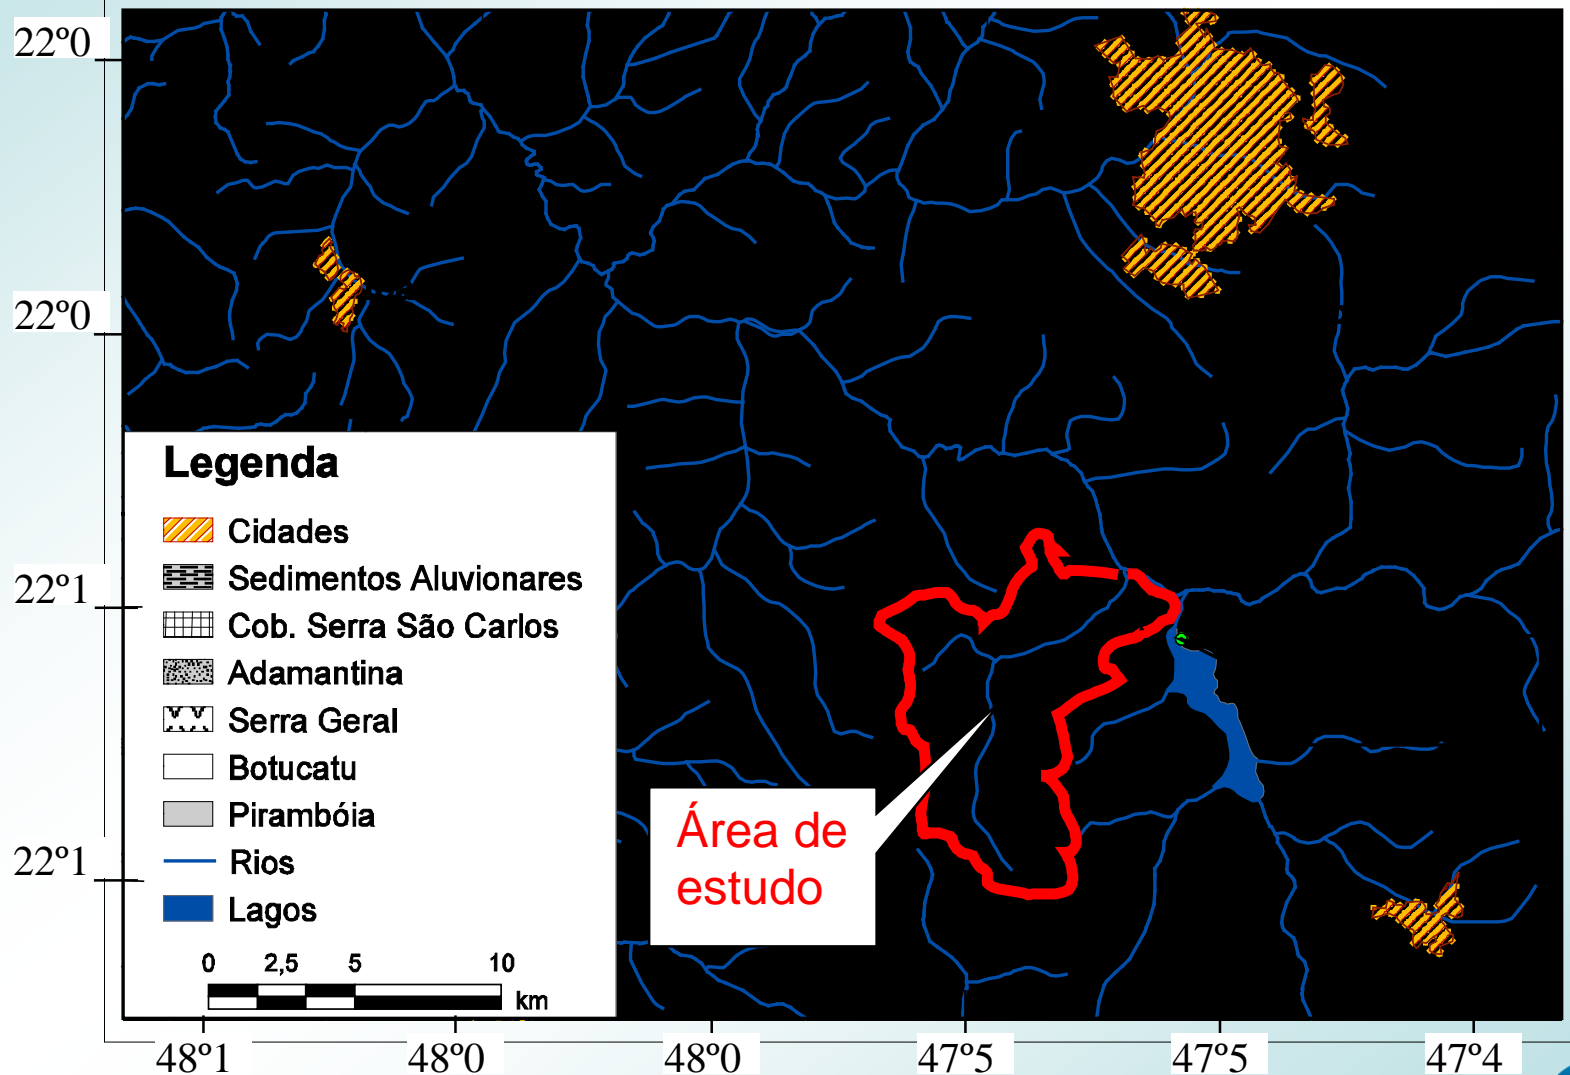 22º0
22º0
22º1
22º1
Legenda
Cidades
Sedimentos Aluvionares
Cob. Serra São Carlos
Adamantina
Serra Geral
Botucatu
Pirambóia
Rios
Lagos
0 2,5 5 10
km
Área de
estudo
48º1 48º0 48º0 47º5 47º5 47º4